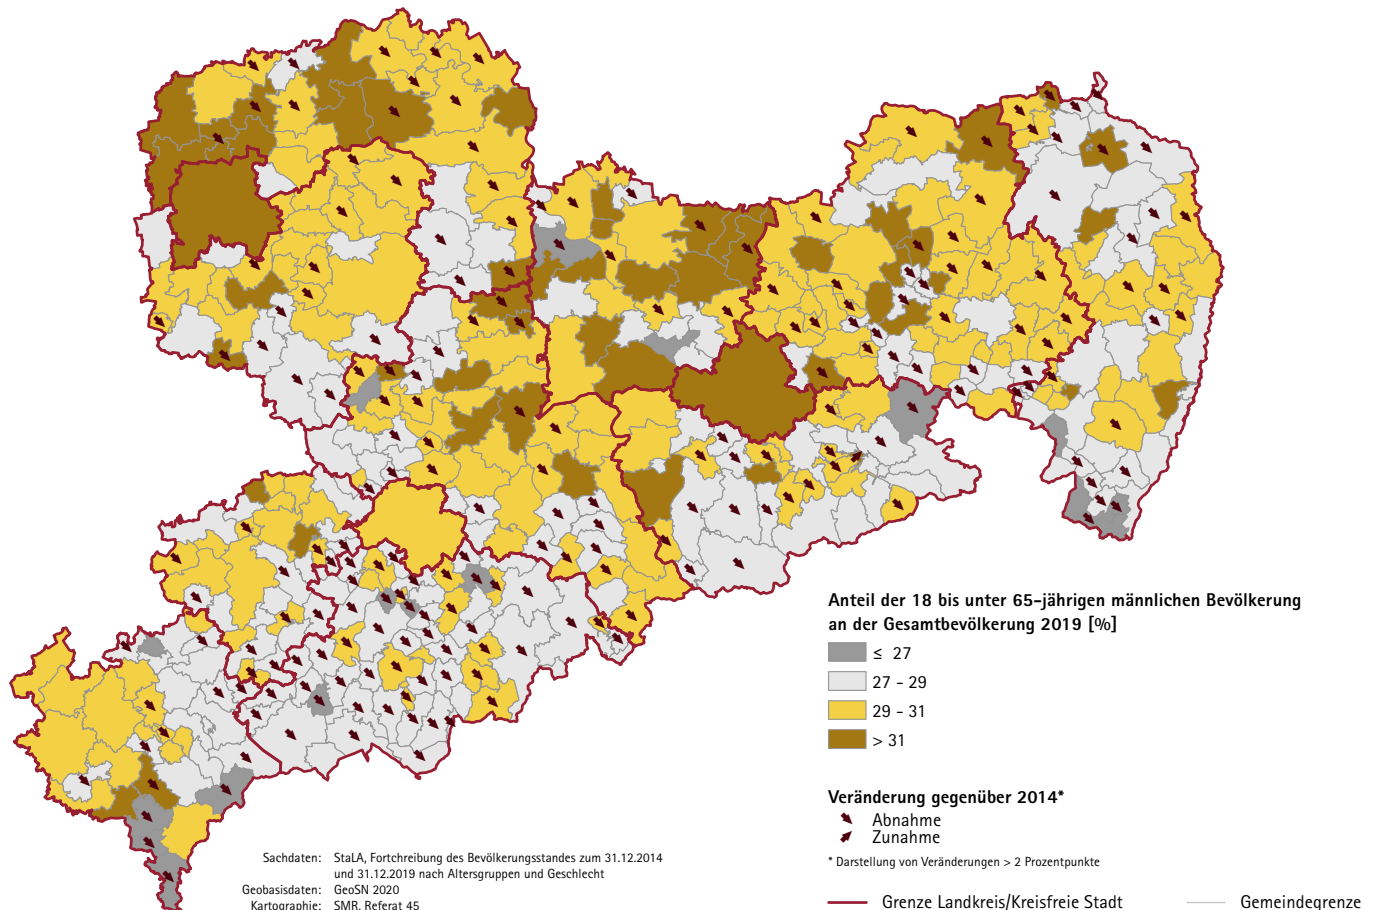 Anteil der 18 bis unter 65-jährigen männlichen Bevölkerung
an der Gesamtbevölkerung 2019 [%]
≤ 27
27 - 29
29 - 31
> 31
Veränderung gegenüber 2014*
Abnahme
Zunahme
* Darstellung von Veränderungen > 2 Prozentpunkte
Grenze Landkreis/Kreisfreie Stadt
Gemeindegrenze
Sachdaten: StaLA, Fortchreibung des Bevölkerungsstandes zum 31.12.2014
und 31.12.2019 nach Altersgruppen und Geschlecht
Geobasisdaten: GeoSN 2020
Kartographie: SMR, Referat 45